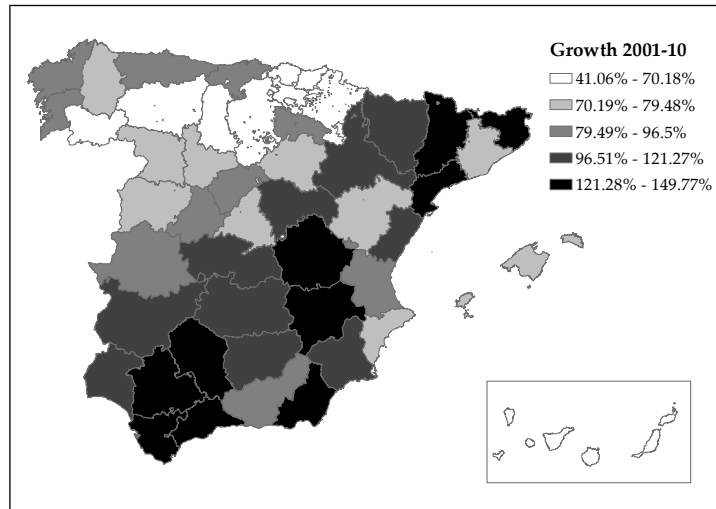 Growth 2001-10
41.06% - 70.18%
70.19% - 79.48%
79.49% - 96.5%
96.51% - 121.27%
121.28% - 149.77%